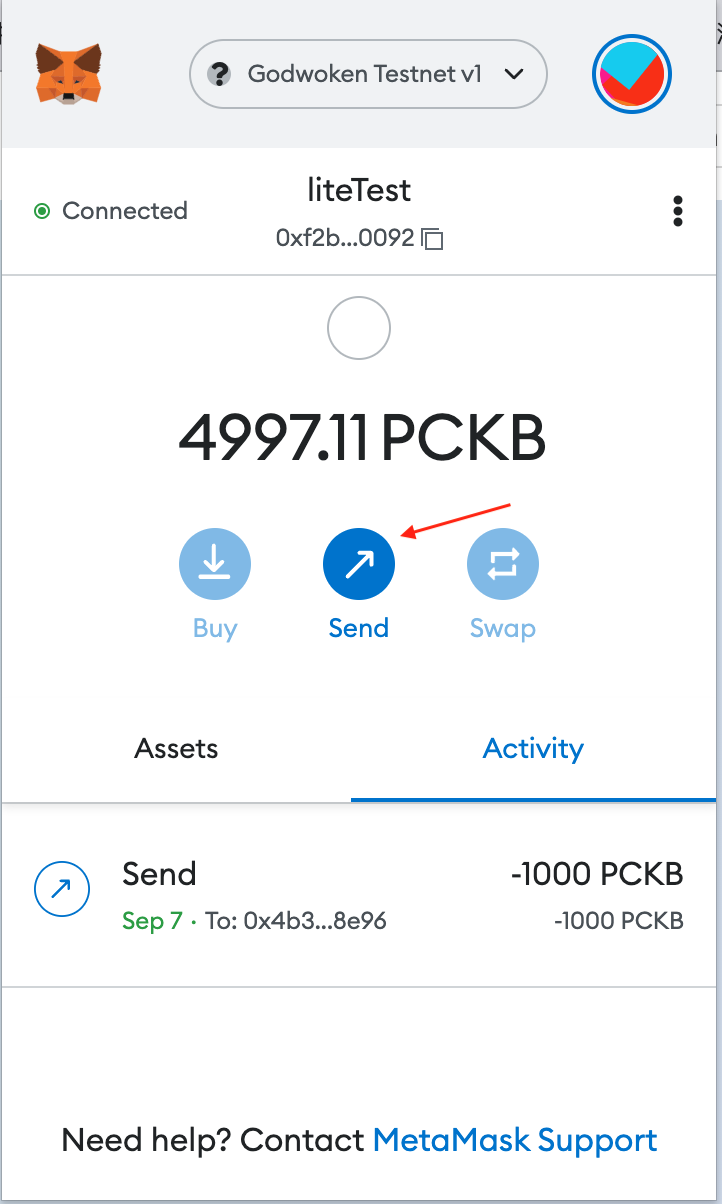 Godwoken Testnet v1
Connected
liteTest
0xf2b...0092
4997.11 PCKB
Buy Send Swap
Assets Activity
Send -1000 PCKB
Sep 7 · To: 0x4b3...8e96 -1000 PCKB
Need help? Contact MetaMask Support